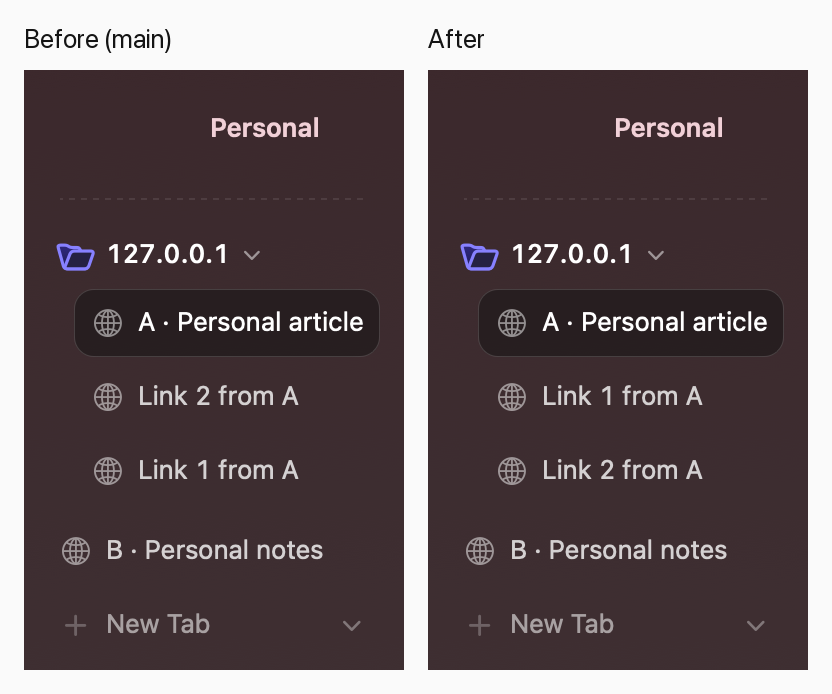 Before (main)
Personal
127.0.0.1
A · Personal article
Link 2 from A
Link 1 from A
B · Personal notes
New Tab
After
Personal
127.0.0.1
A · Personal article
Link 1 from A
Link 2 from A
B · Personal notes
New Tab